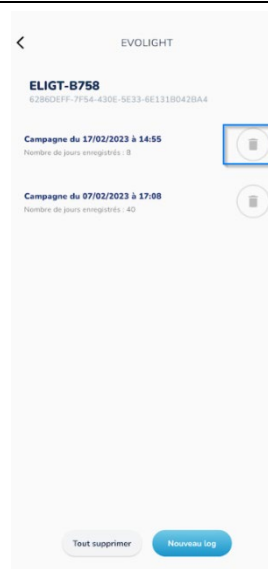 EVOLIGHT
ELIGT-B758
6286DEFF-7F54-430E-5E33-6E131B042BA4
Campagne du 17/02/2023 à 14:55
Nombre de jours enregistrés : 8
Campagne du 07/02/2023 à 17:08
Nombre de jours enregistrés : 40
Tout supprimer
Nouveau log